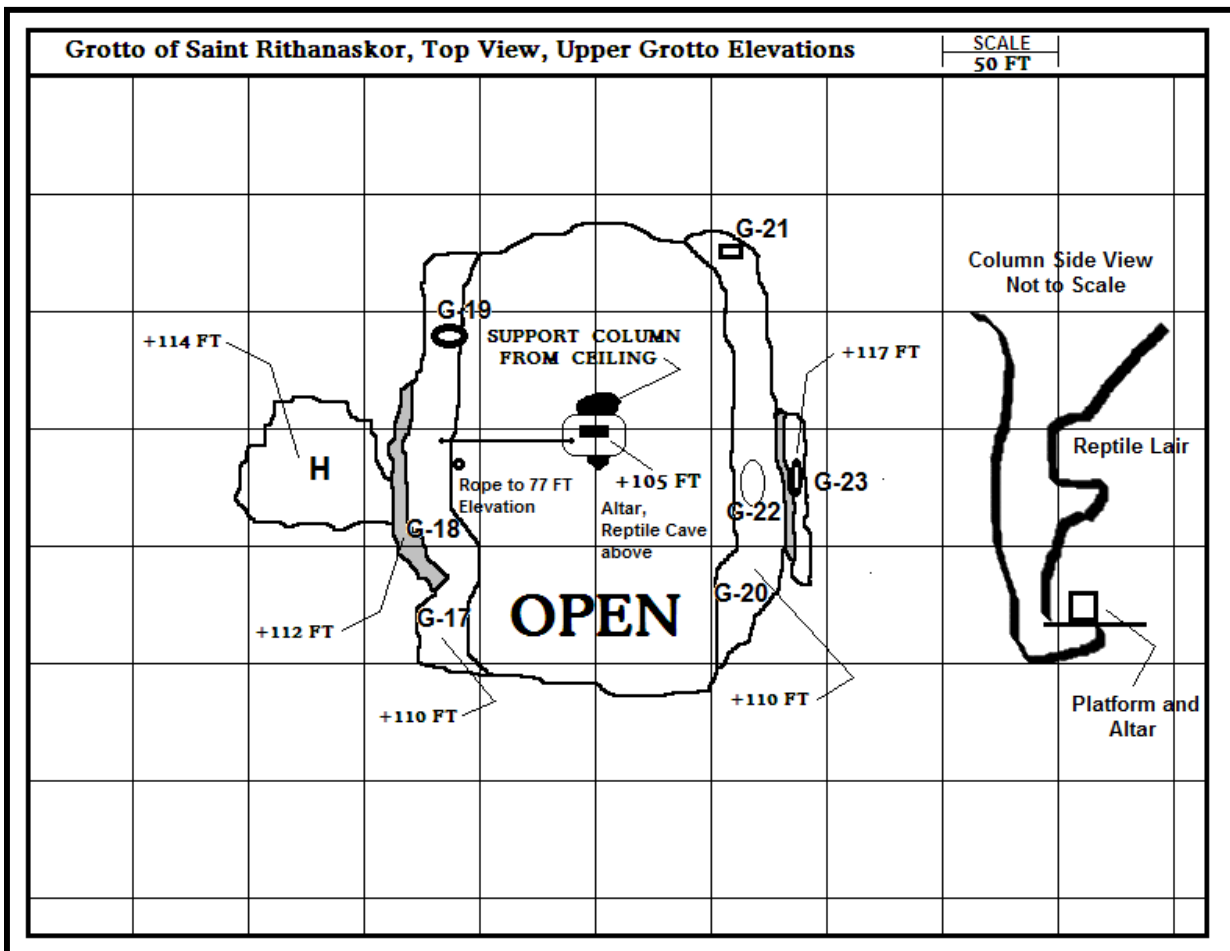 Grotto of Saint Rithanaskor, Top View, Upper Grotto Elevations
SCALE
50 FT
G-21
Column Side View
Not to Scale
G-19
SUPPORT COLUMN
FROM CEILING
+114 FT
+117 FT
Reptile Lair
H
Rope to 77 FT
Elevation
+105 FT
Altar,
Reptile Cave
above
G-23
G-22
G-18
G-20
OPEN
G-17
+112 FT
+110 FT
+110 FT
Platform and
Altar